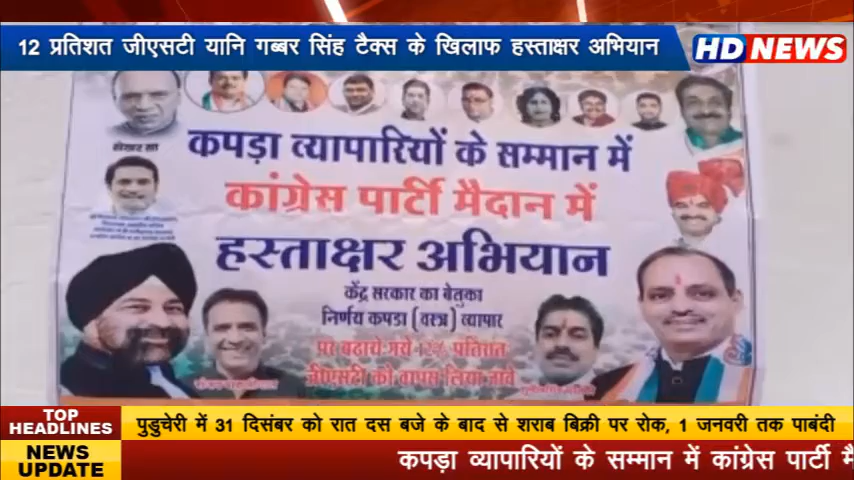 12 प्रतिशत जीएसटी यानि गब्बर सिंह टैक्स के खिलाफ हस्ताक्षर अभियान
HD NEWS
कपड़ा व्यापारियों के सम्मान में
कांग्रेस पार्टी मैदान में
हस्ताक्षर अभियान
केंद्र सरकार का बेतुका
निर्णय कपडा (वस्त्र) व्यापार
पर बढाये गये 12% प्रतिशत
जीएसटी को वापस लिया जावे
TOP HEADLINES
पुडुचेरी में 31 दिसंबर को रात दस बजे के बाद से शराब बिक्री पर रोक, 1 जनवरी तक पाबंदी
NEWS UPDATE
कपड़ा व्यापारियों के सम्मान में कांग्रेस पार्टी मै